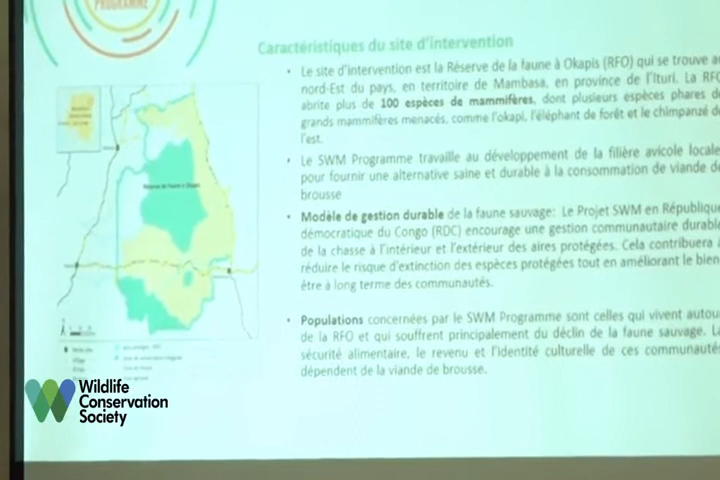 PROGRAMME
Caractéristiques du site d'intervention
• Le site d'intervention est la Réserve de la faune à Okapis (RFO) qui se trouve au
nord-Est du pays, en territoire de Mambasa, en province de l'Ituri. La RFO
abrite plus de 100 espèces de mammifères, dont plusieurs espèces phares de
grands mammifères menacés, comme l'okapi, l'éléphant de forêt et le chimpanzé de
l'est.
• Le SWM Programme travaille au développement de la filière avicole locale
pour fournir une alternative saine et durable à la consommation de viande de
brousse
• Modèle de gestion durable de la faune sauvage: Le Projet SWM en République
démocratique du Congo (RDC) encourage une gestion communautaire durable
de la chasse à l'intérieur et l'extérieur des aires protégées. Cela contribuera
réduire le risque d'extinction des espèces protégées tout en améliorant le bien
être à long terme des communautés.
• Populations concernées par le SWM Programme sont celles qui vivent autour
de la RFO et qui souffrent principalement du déclin de la faune sauvage. La
sécurité alimentaire, le revenu et l'identité culturelle de ces communautés
dépendent de la viande de brousse.
Réserve de Faune à Okapis
Wildlife
Conservation
Society